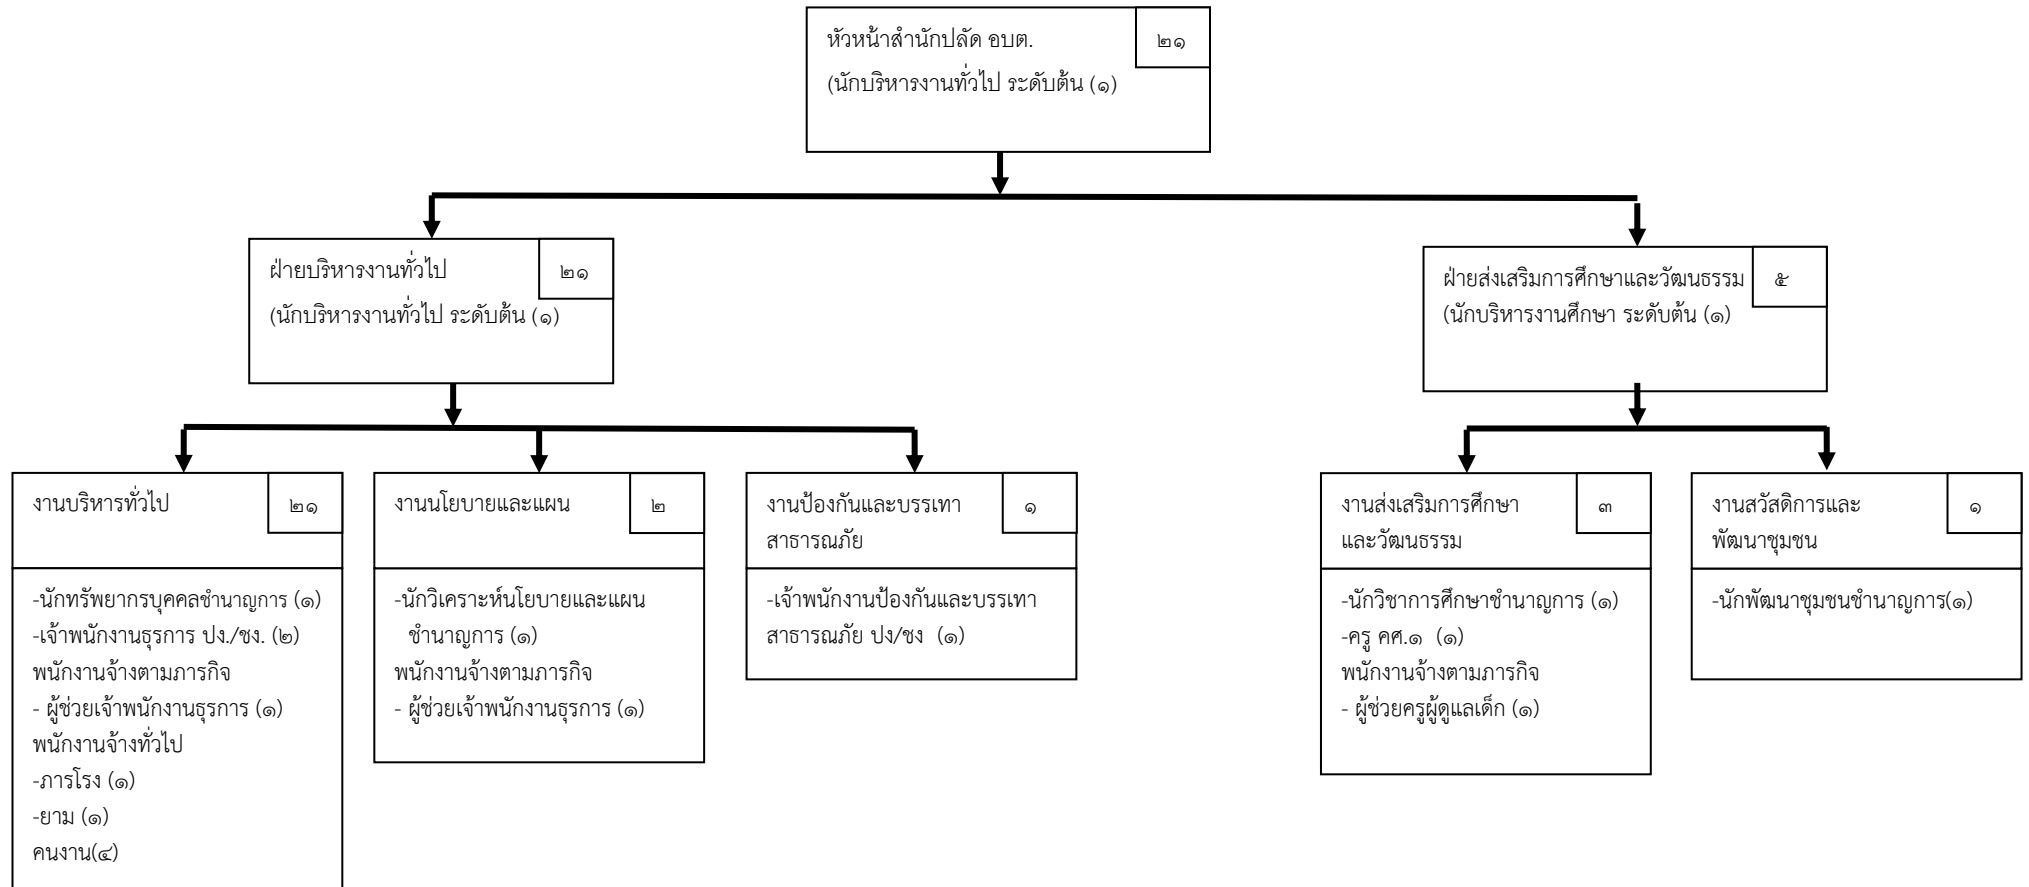 หัวหน้าสำนักปลัด อบต.
๒๑
(นักบริหารงานทั่วไป ระดับต้น (๑)
ฝ่ายบริหารงานทั่วไป
๒๑
(นักบริหารงานทั่วไป ระดับต้น (๑)
ฝ่ายส่งเสริมการศึกษาและวัฒนธรรม
๕
(นักบริหารงานศึกษา ระดับต้น (๑)
งานบริหารทั่วไป
๒๑
-นักทรัพยากรบุคคลชำนาญการ (๑)
-เจ้าพนักงานธุรการ ปง./ชง. (๒)
พนักงานจ้างตามภารกิจ
- ผู้ช่วยเจ้าพนักงานธุรการ (๑)
พนักงานจ้างทั่วไป
-ภารโรง (๑)
-ยาม (๑)
คนงาน(๔)
งานนโยบายและแผน
๒
-นักวิเคราะห์นโยบายและแผน
ชำนาญการ (๑)
พนักงานจ้างตามภารกิจ
- ผู้ช่วยเจ้าพนักงานธุรการ (๑)
งานป้องกันและบรรเทา
สาธารณภัย
๑
-เจ้าพนักงานป้องกันและบรรเทา
สาธารณภัย ปง/ชง (๑)
งานส่งเสริมการศึกษา
และวัฒนธรรม
๓
-นักวิชาการศึกษาชำนาญการ (๑)
-ครู คศ.๑ (๑)
พนักงานจ้างตามภารกิจ
- ผู้ช่วยครูผู้ดูแลเด็ก (๑)
งานสวัสดิการและ
พัฒนาชุมชน
๑
-นักพัฒนาชุมชนชำนาญการ(๑)